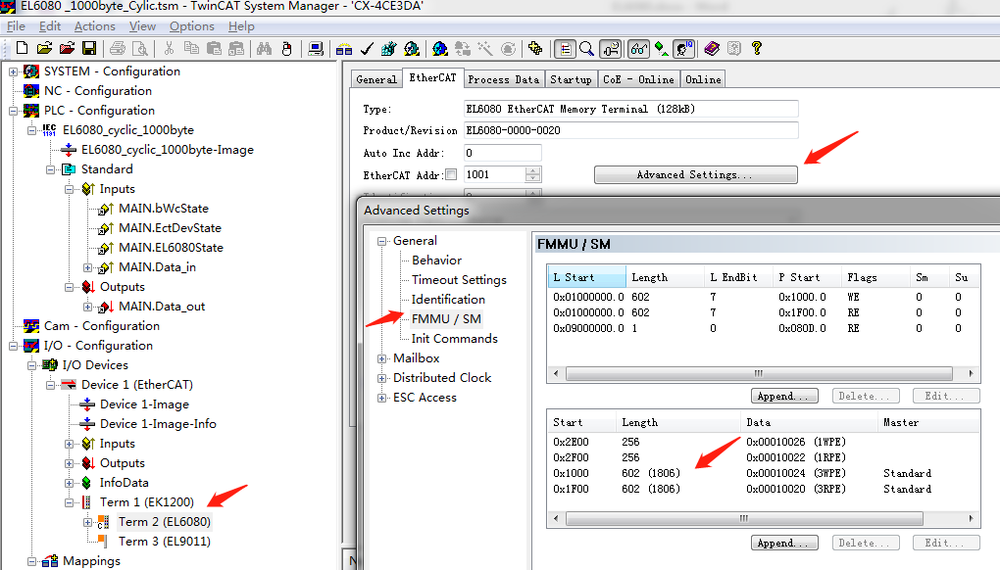 EL6080 _1000byte_Cylic.tsm - TwinCAT System Manager - 'CX-4CE3DA'
File Edit Actions View Options Help
SYSTEM - Configuration
NC - Configuration
PLC - Configuration
EL6080_cyclic_1000byte
EL6080_cyclic_1000byte-Image
Standard
Inputs
MAIN.bWcState
MAIN.EctDevState
MAIN.EL6080State
MAIN.Data_in
Outputs
MAIN.Data_out
Cam - Configuration
I/O - Configuration
I/O Devices
Device 1 (EtherCAT)
Device 1-Image
Device 1-Image-Info
Inputs
Outputs
InfoData
Term 1 (EK1200)
Term 2 (EL6080)
Term 3 (EL9011)
Mappings
General EtherCAT Process Data Startup CoE - Online Online
Type: EL6080 EtherCAT Memory Terminal (128kB)
Product/Revision EL6080-0000-0020
Auto Inc Addr: 0
EtherCAT Addr: 1001 Advanced Settings...
Advanced Settings
General
Behavior
Timeout Settings
Identification
FMMU / SM
Init Commands
Mailbox
Distributed Clock
ESC Access
FMMU / SM
L Start Length L EndBit P Start Flags Sm Su
0x01000000.0 602 7 0x1000.0 WE 0 0
0x01000000.0 602 7 0x1F00.0 RE 0 0
0x09000000.0 1 0 0x080D.0 RE 0 0
Append... Delete... Edit...
Start Length Data Master
0x2E00 256 0x00010026 (1WPE)
0x2F00 256 0x00010022 (1RPE)
0x1000 602 (1806) 0x00010024 (3WPE) Standard
0x1F00 602 (1806) 0x00010020 (3RPE) Standard
Append... Delete... Edit...